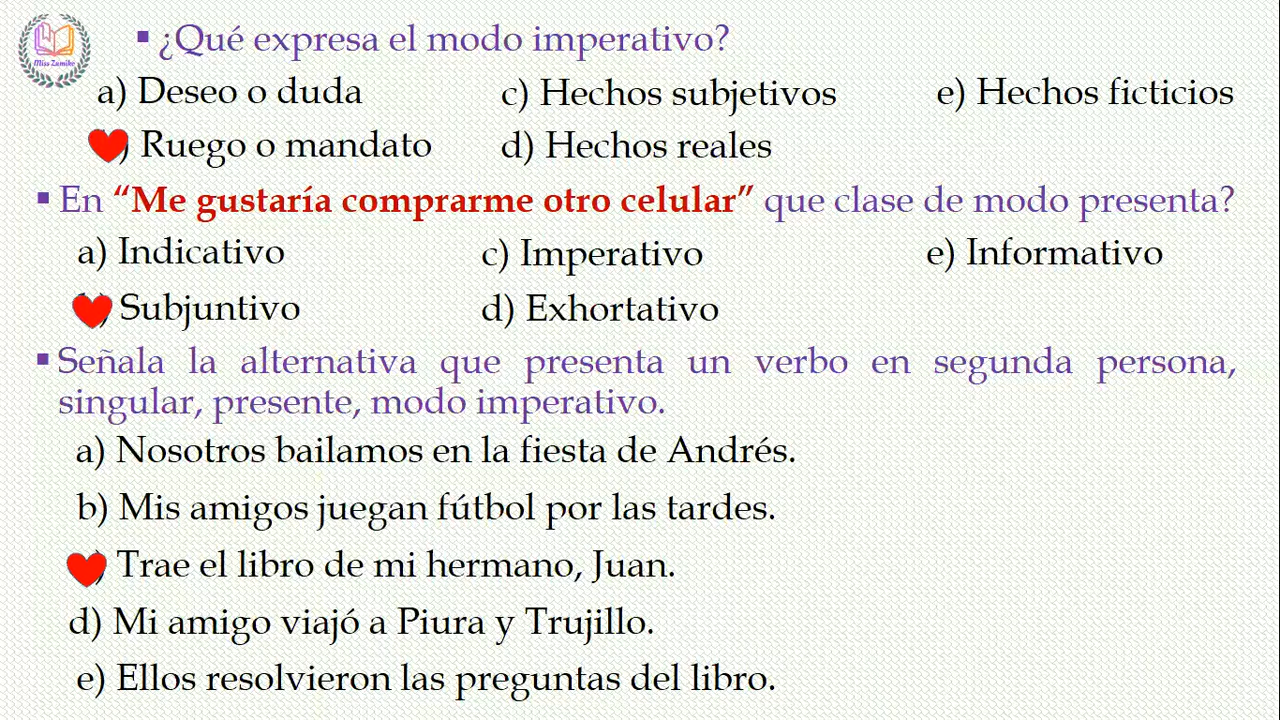 Miss Zamiko
▪ ¿Qué expresa el modo imperativo?
a) Deseo o duda c) Hechos subjetivos e) Hechos ficticios
) Ruego o mandato d) Hechos reales
▪ En “Me gustaría comprarme otro celular” que clase de modo presenta?
a) Indicativo c) Imperativo e) Informativo
) Subjuntivo d) Exhortativo
▪ Señala la alternativa que presenta un verbo en segunda persona,
singular, presente, modo imperativo.
a) Nosotros bailamos en la fiesta de Andrés.
b) Mis amigos juegan fútbol por las tardes.
) Trae el libro de mi hermano, Juan.
d) Mi amigo viajó a Piura y Trujillo.
e) Ellos resolvieron las preguntas del libro.